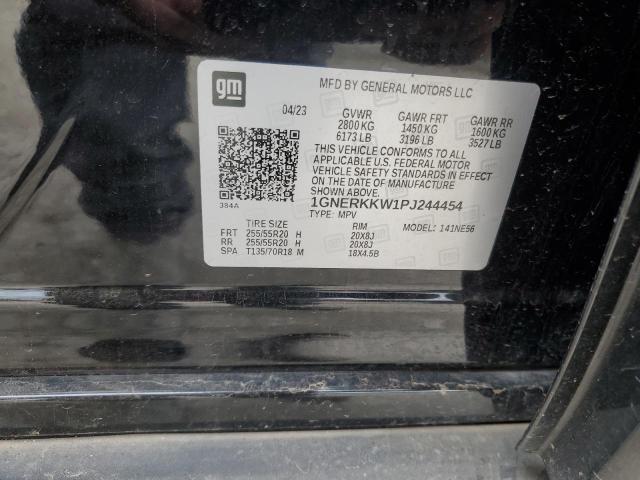 gm
MFD BY GENERAL MOTORS LLC
04/23 GVWR GAWR FRT GAWR RR
2800 KG 1450 KG 1600 KG
6173 LB 3196 LB 3527 LB
THIS VEHICLE CONFORMS TO ALL
APPLICABLE U.S. FEDERAL MOTOR
VEHICLE SAFETY STANDARDS IN EFFECT
ON THE DATE OF MANUFACTURE
SHOWN ABOVE.
384A 1GNERKKW1PJ244454
TYPE: MPV MODEL: 141NE56
TIRE SIZE RIM
FRT 255/55R20 H 20X8J
RR 255/55R20 H 20X8J
SPA T135/70R18 M 18X4.5B